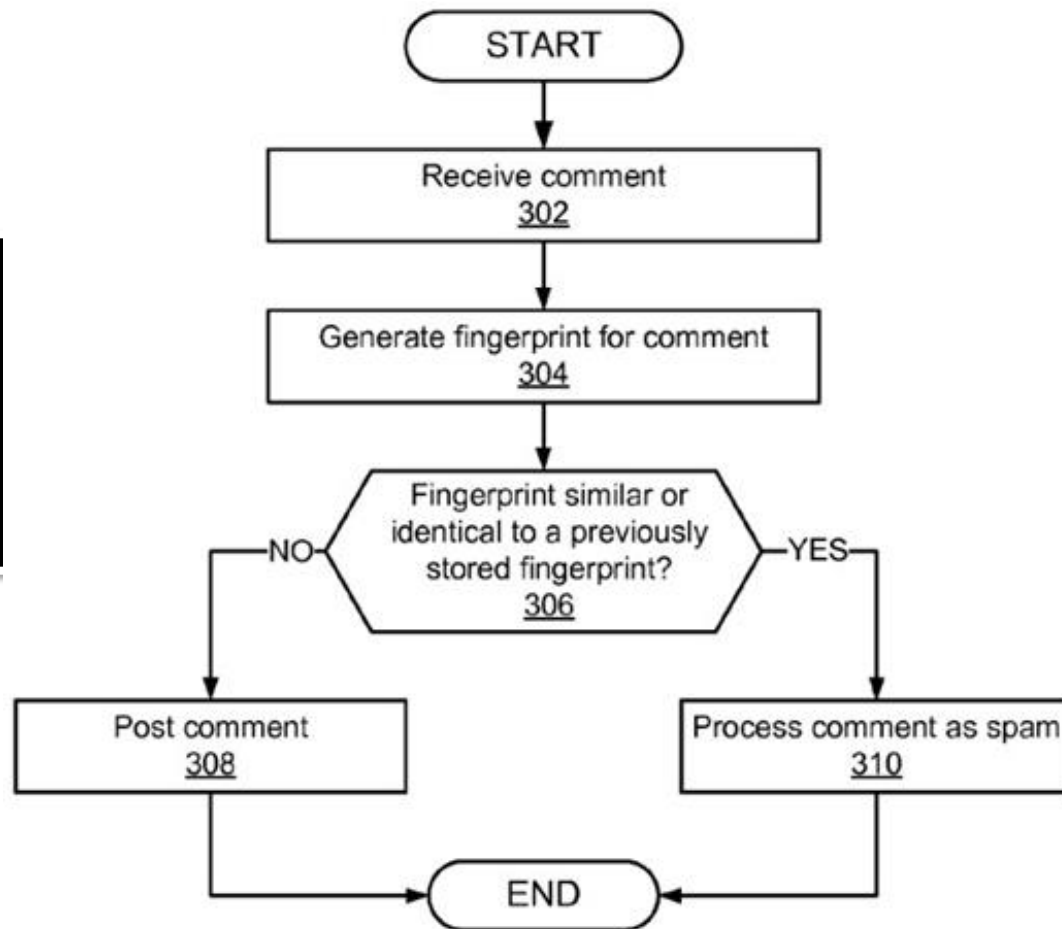 START
Receive comment
302
Generate fingerprint for comment
304
Fingerprint similar or
identical to a previously
stored fingerprint?
306
NO
YES
Post comment
308
Process comment as spam
310
END